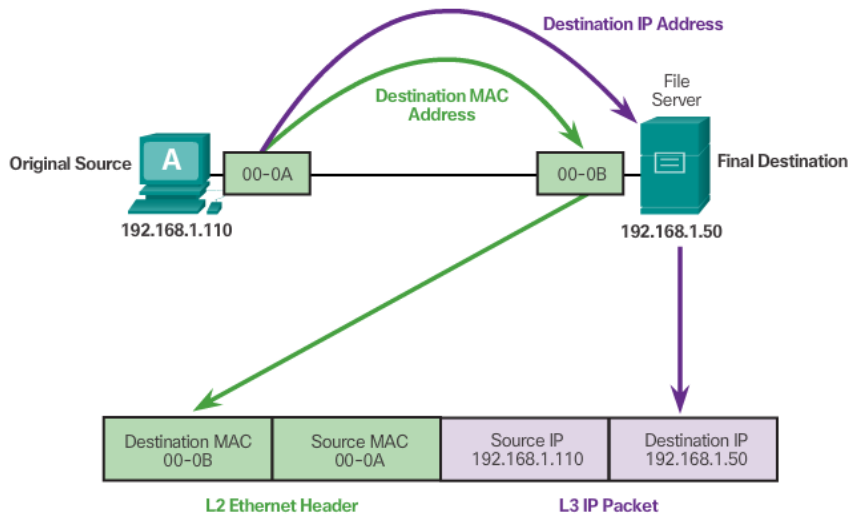 Destination IP Address
Destination MAC
Address
File
Server
Original Source
A
00-0A
00-0B
Final Destination
192.168.1.110
192.168.1.50
Destination MAC
00-0B
Source MAC
00-0A
Source IP
192.168.1.110
Destination IP
192.168.1.50
L2 Ethernet Header
L3 IP Packet